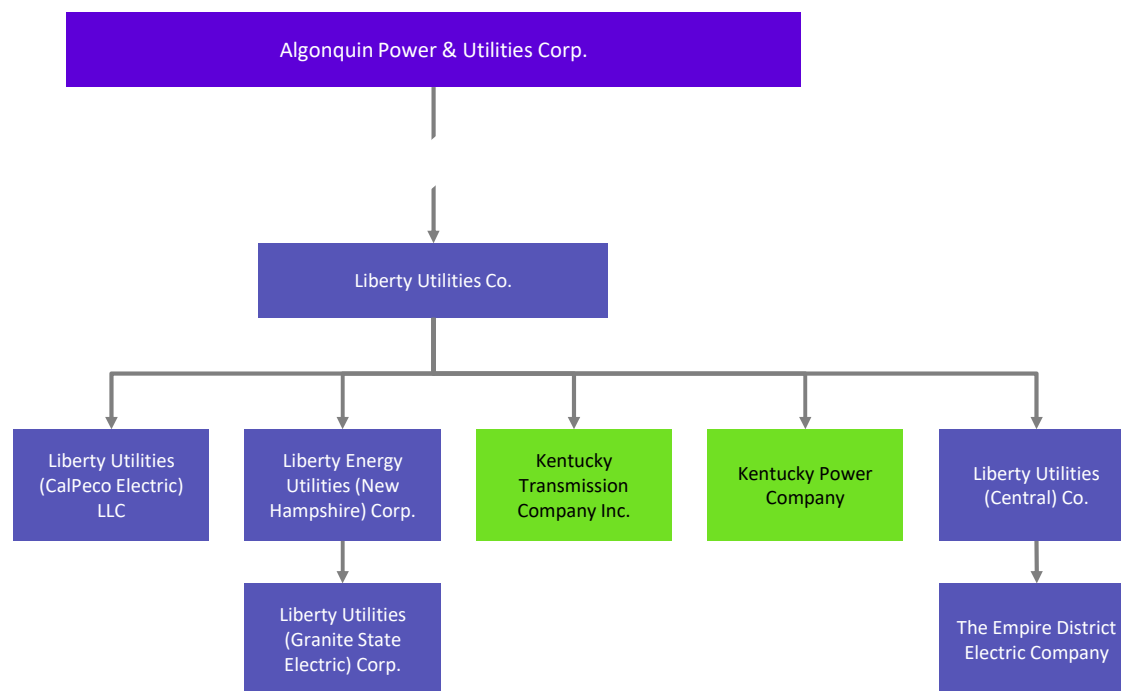 Algonquin Power & Utilities Corp.
Liberty Utilities Co.
Liberty Utilities
(CalPeco Electric)
LLC
Liberty Energy
Utilities (New
Hampshire) Corp.
Kentucky
Transmission
Company Inc.
Kentucky Power
Company
Liberty Utilities
(Central) Co.
Liberty Utilities
(Granite State
Electric) Corp.
The Empire District
Electric Company